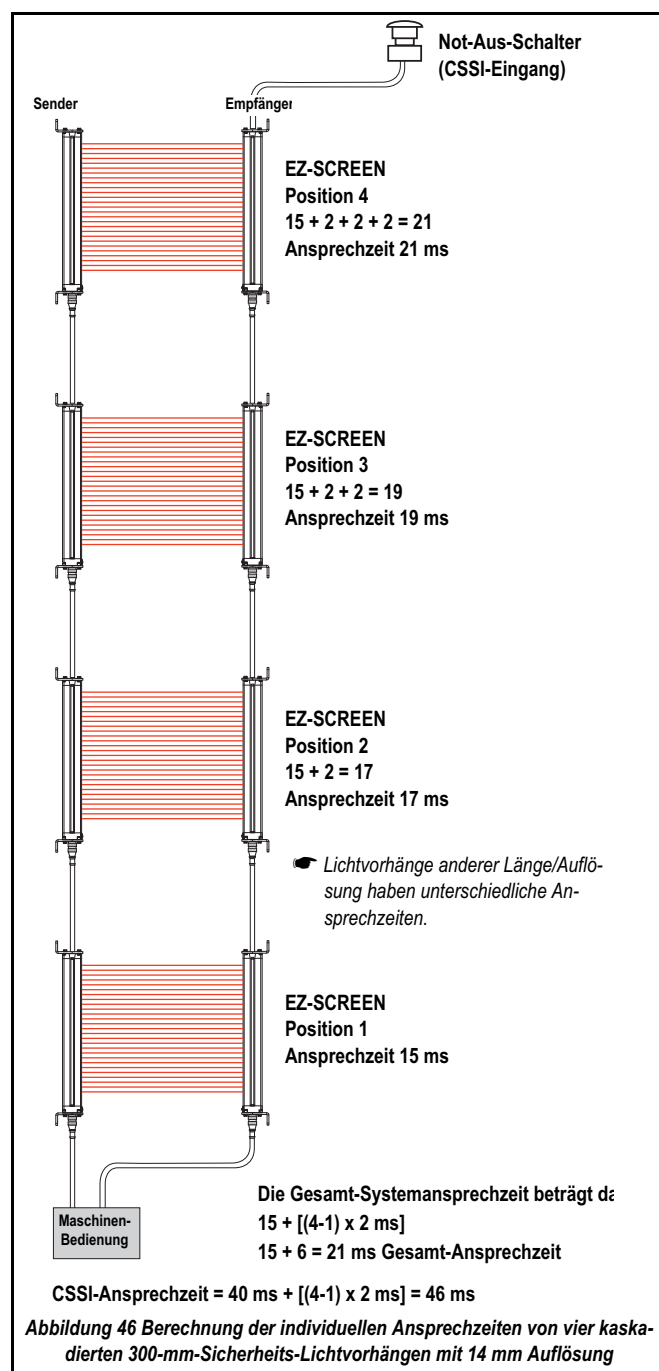 Not-Aus-Schalter
(CSSI-Eingang)
Sender
Empfänger
EZ-SCREEN
Position 4
15 + 2 + 2 + 2 = 21
Ansprechzeit 21 ms
EZ-SCREEN
Position 3
15 + 2 + 2 = 19
Ansprechzeit 19 ms
EZ-SCREEN
Position 2
15 + 2 = 17
Ansprechzeit 17 ms
☛ Lichtvorhänge anderer Länge/Auflö-
sung haben unterschiedliche An-
sprechzeiten.
EZ-SCREEN
Position 1
Ansprechzeit 15 ms
Maschinen-
Bedienung
Die Gesamt-Systemansprechzeit beträgt da
15 + [(4-1) x 2 ms]
15 + 6 = 21 ms Gesamt-Ansprechzeit
CSSI-Ansprechzeit = 40 ms + [(4-1) x 2 ms] = 46 ms
Abbildung 46 Berechnung der individuellen Ansprechzeiten von vier kaska-
dierten 300-mm-Sicherheits-Lichtvorhängen mit 14 mm Auflösung